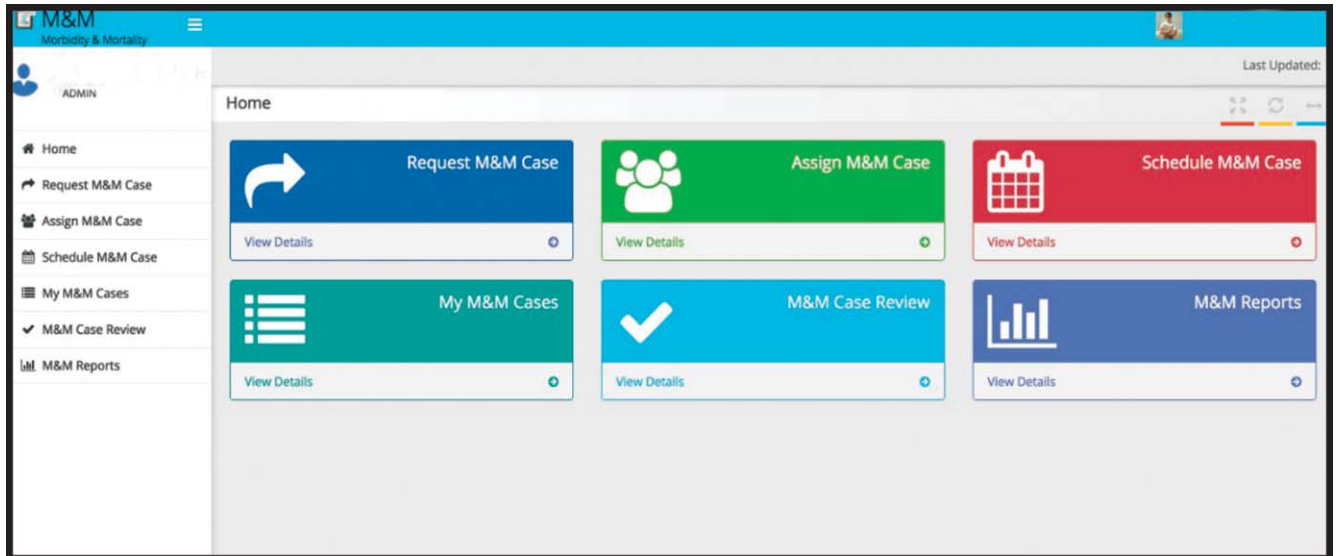 M&M
Morbidity & Mortality
Last Updated:
ADMIN
Home
Home
Request M&M Case
Assign M&M Case
Schedule M&M Case
My M&M Cases
M&M Case Review
M&M Reports
Request M&M Case
View Details
Assign M&M Case
View Details
Schedule M&M Case
View Details
My M&M Cases
View Details
M&M Case Review
View Details
M&M Reports
View Details